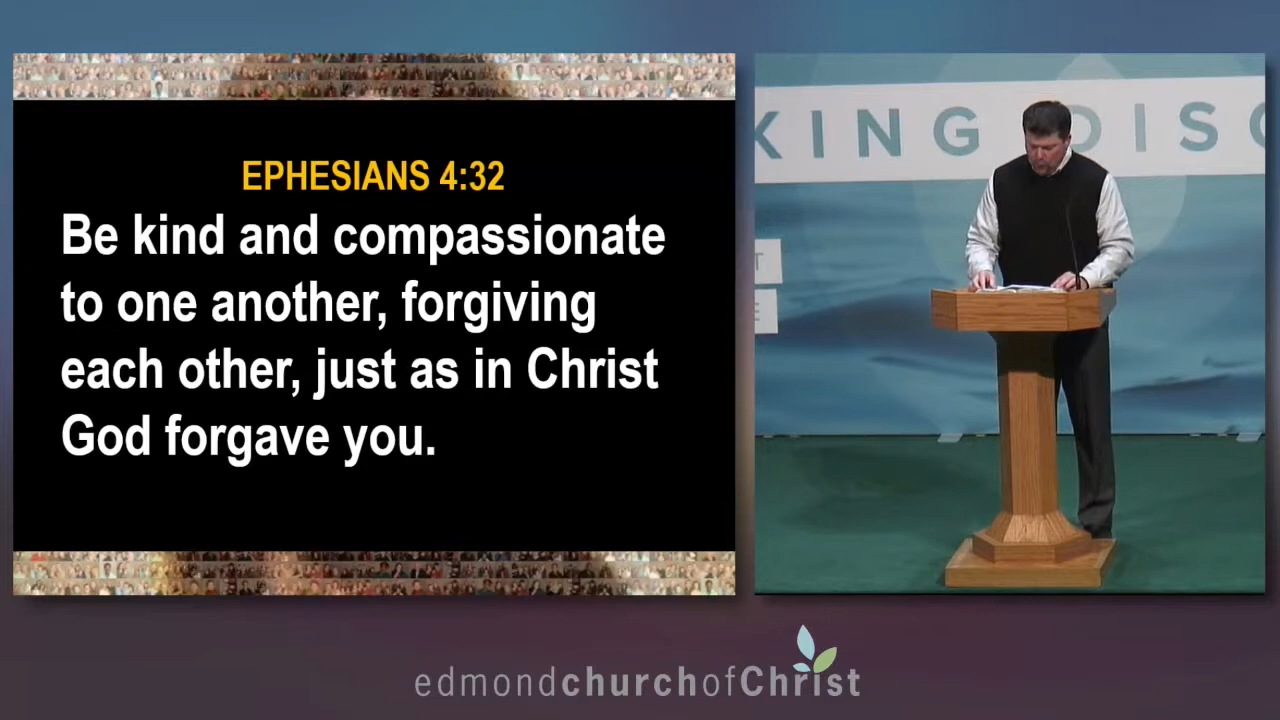 EPHESIANS 4:32
Be kind and compassionate
to one another, forgiving
each other, just as in Christ
God forgave you.
KING DISC
T
E
edmondchurchofChrist